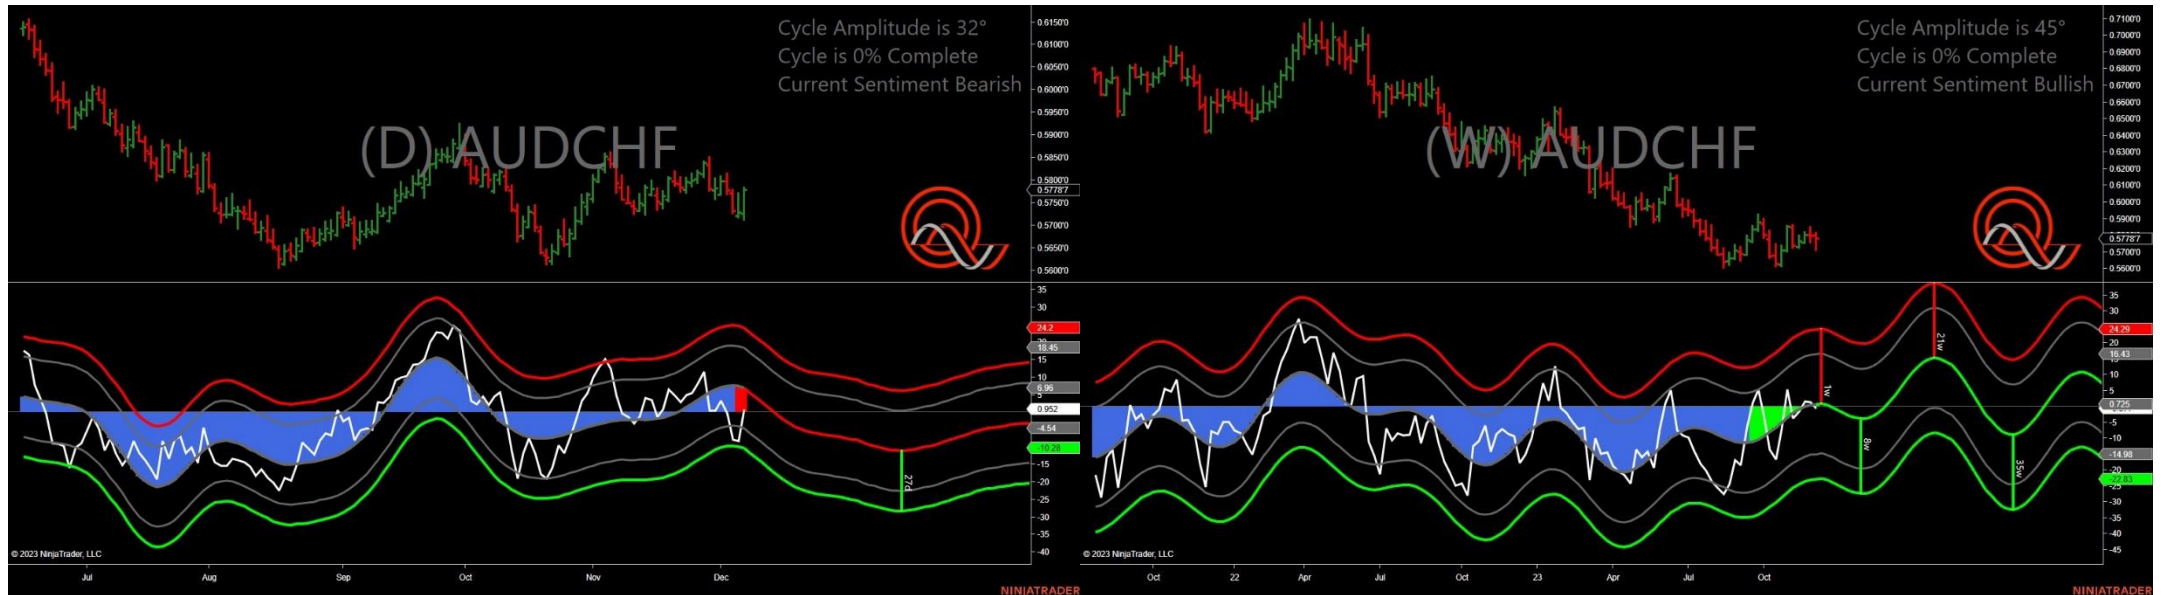 Cycle Amplitude is 32°
Cycle is 0% Complete
Current Sentiment Bearish
(D) AUDCHF
0.6150'0
0.6100'0
0.6050'0
0.6000'0
0.5950'0
0.5900'0
0.5850'0
0.5800'0
0.5778'7
0.5750'0
0.5700'0
0.5650'0
0.5600'0
35
30
24.2
20
18.45
15
10
6.96
5
0.952
-4.54
-10.28
-15
-20
-25
-30
-35
-40
27d
© 2023 NinjaTrader, LLC
Jul
Aug
Sep
Oct
Nov
Dec
NINJATRADER
Cycle Amplitude is 45°
Cycle is 0% Complete
Current Sentiment Bullish
(W) AUDCHF
0.7100'0
0.7000'0
0.6900'0
0.6800'0
0.6700'0
0.6600'0
0.6500'0
0.6400'0
0.6300'0
0.6200'0
0.6100'0
0.6000'0
0.5900'0
0.5778'7
0.5700'0
0.5600'0
35
30
24.29
20
16.43
15
10
5
0.725
-5
-10
-14.98
-20
-22.83
-25
-30
-35
-40
-45
1w
8w
21w
35w
© 2023 NinjaTrader, LLC
Oct
22
Apr
Jul
Oct
23
Apr
Jul
Oct
NINJATRADER